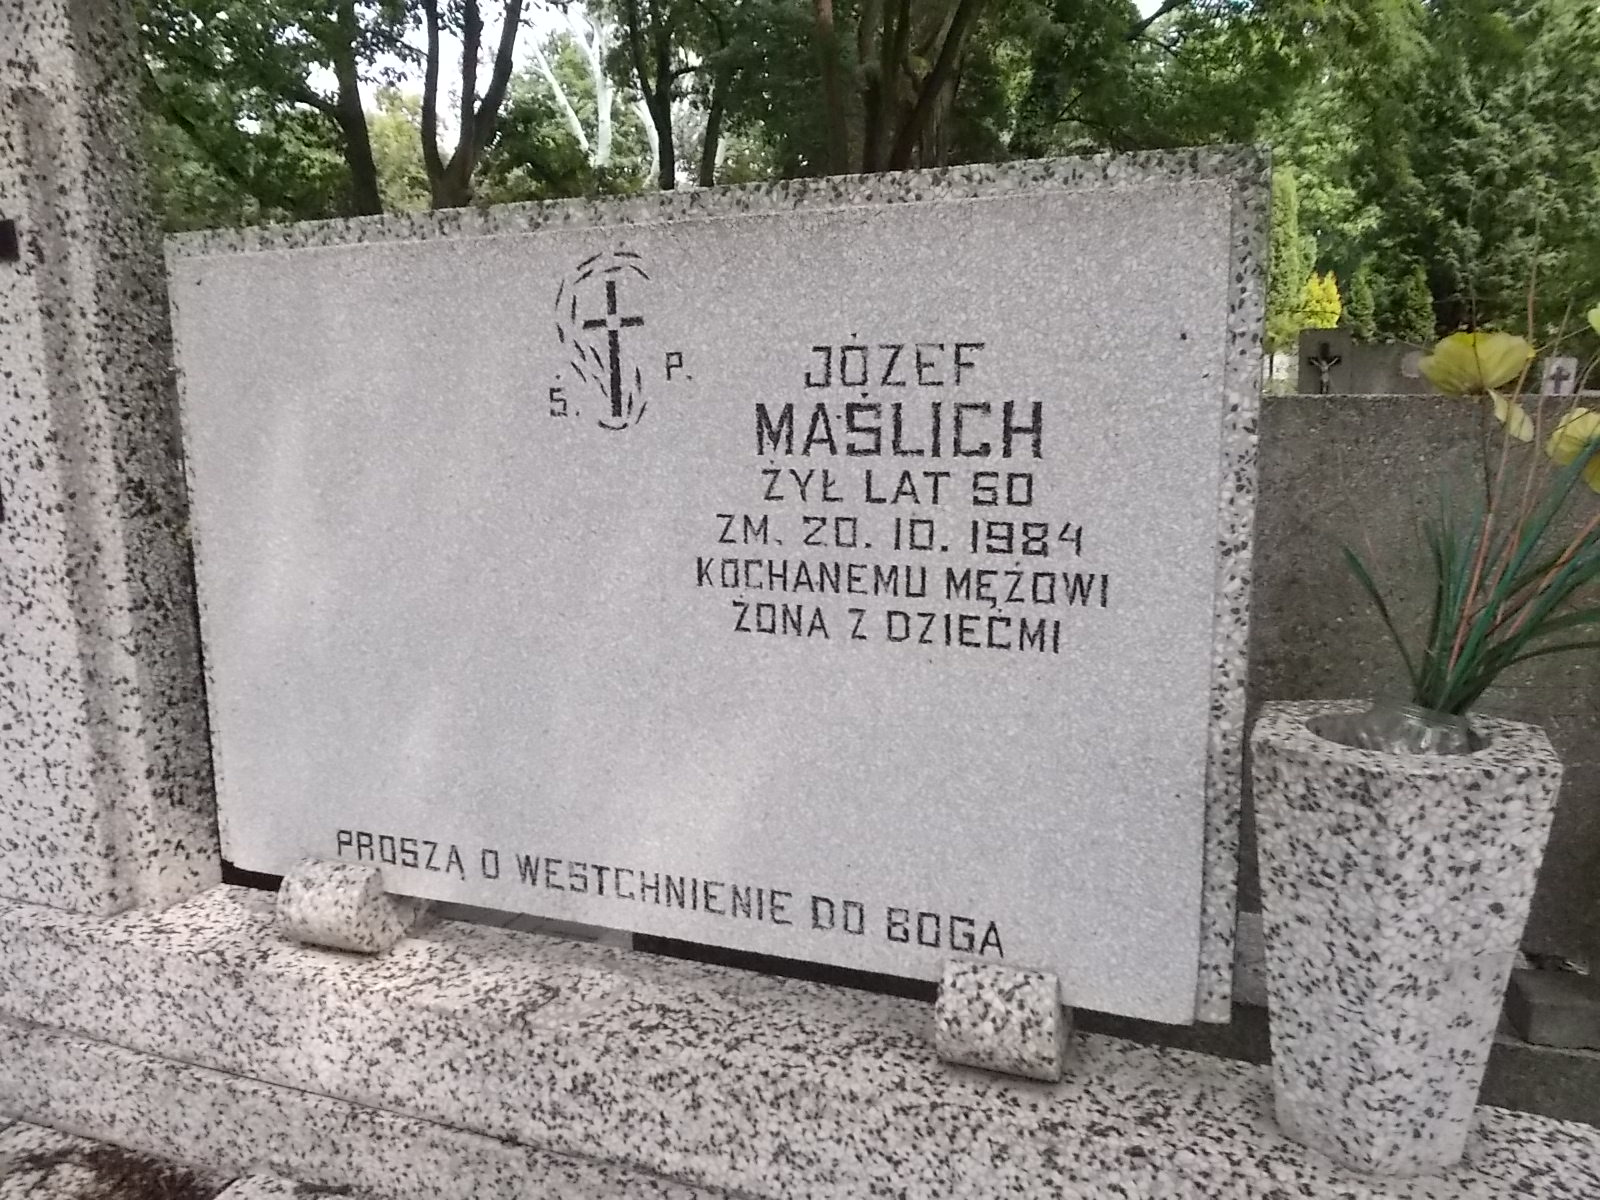 Ś. P.
JÓZEF
MAŚLICH
ŻYŁ LAT 50
ZM. 20. 10. 1984
KOCHANEMU MĘŻOWI
ŻONA Z DZIEĆMI
PROSZĄ O WESTCHNIENIE DO BOGA